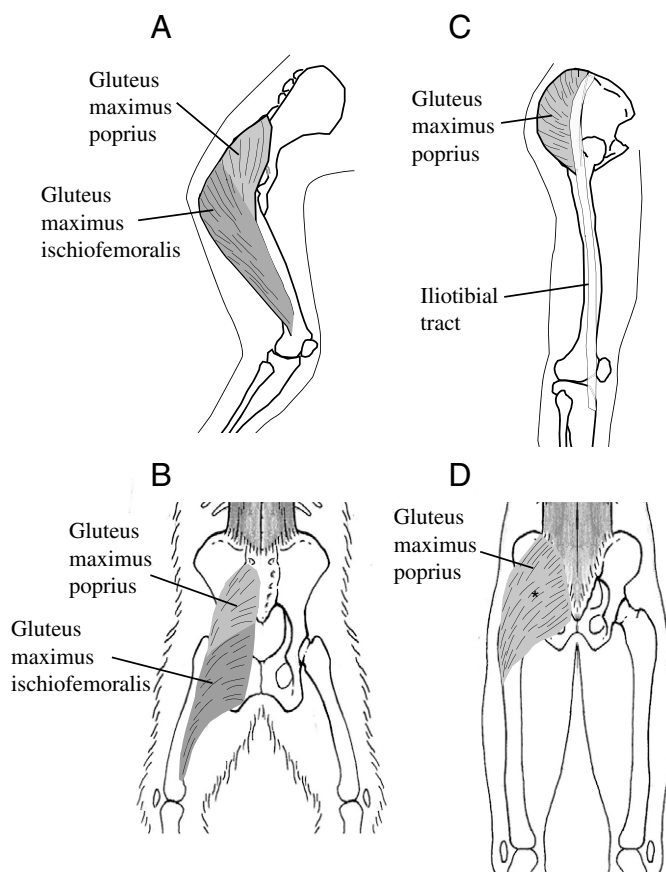 A
Gluteus
maximus
poprius
Gluteus
maximus
ischiofemoralis
C
Gluteus
maximus
poprius
Iliotibial
tract
B
Gluteus
maximus
poprius
Gluteus
maximus
ischiofemoralis
D
Gluteus
maximus
poprius
*